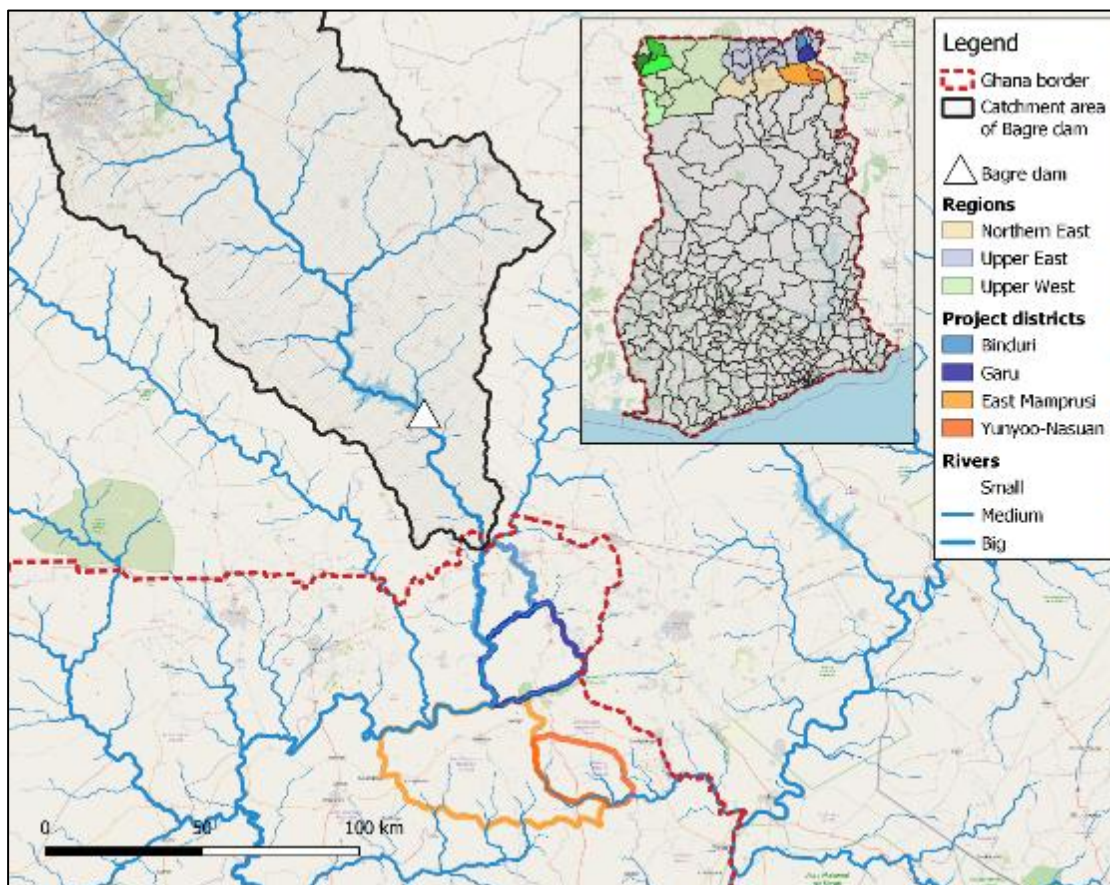 Legend
Ghana border
Catchment area
of Bagre dam
Bagre dam
Regions
Northern East
Upper East
Upper West
Project districts
Binduri
Garu
East Mamprusi
Yunyoo-Nasuan
Rivers
Small
Medium
Big
0 50 100 km